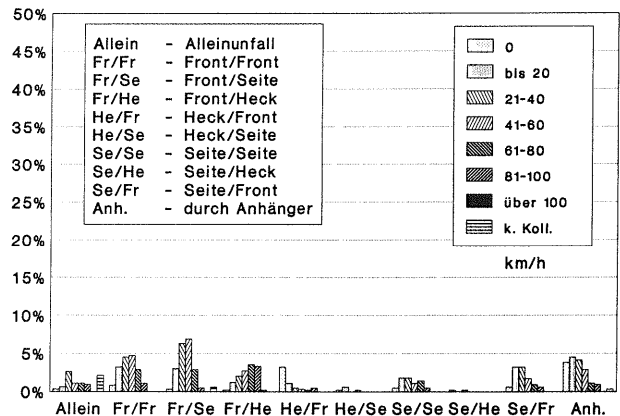 50%
45%
40%
35%
30%
25%
20%
15%
10%
5%
0%
Allein - Alleinunfall
Fr/Fr - Front/Front
Fr/Se - Front/Seite
Fr/He - Front/Heck
He/Fr - Heck/Front
He/Se - Heck/Seite
Se/Se - Seite/Seite
Se/He - Seite/Heck
Se/Fr - Seite/Front
Anh. - durch Anhänger
0
bis 20
21-40
41-60
61-80
81-100
über 100
k. Koll.
km/h
Allein Fr/Fr Fr/Se Fr/He He/Fr He/Se Se/Se Se/He Se/Fr Anh.